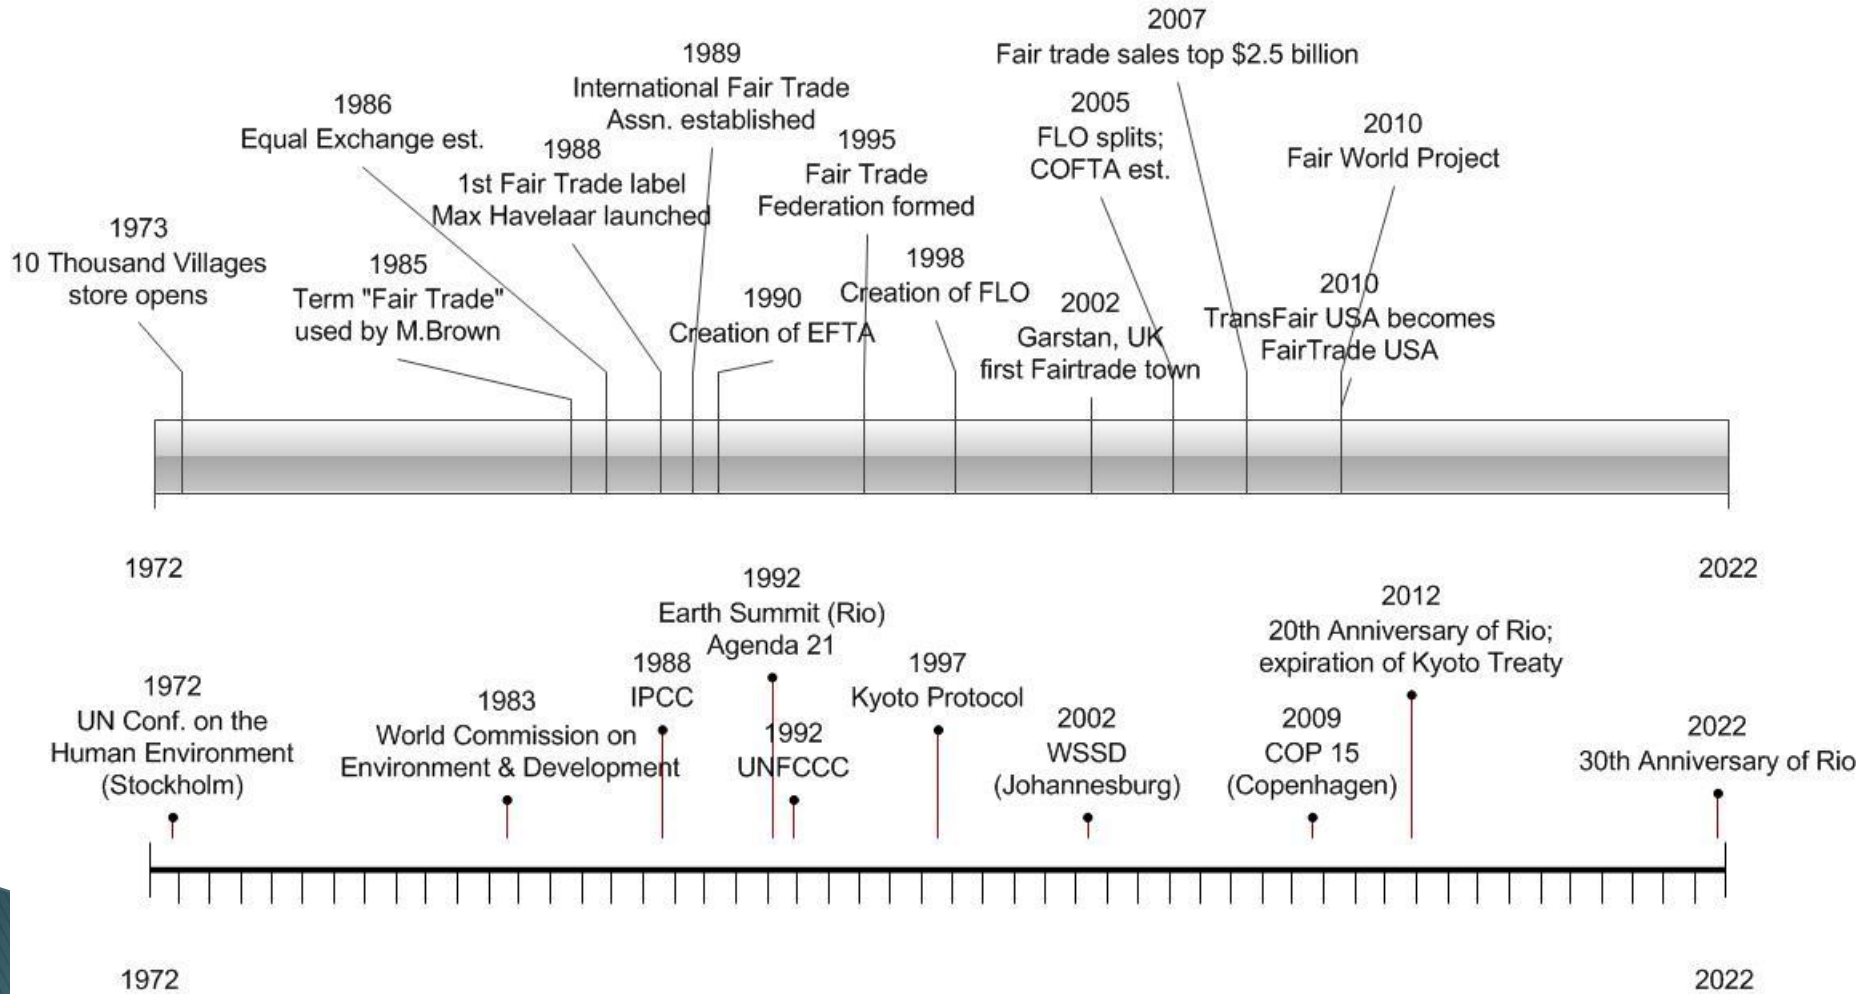 2007
Fair trade sales top $2.5 billion
1989
International Fair Trade
Assn. established
1986
Equal Exchange est.
2005
FLO splits;
COFTA est.
2010
Fair World Project
1988
1st Fair Trade label
Max Havelaar launched
1995
Fair Trade
Federation formed
1973
10 Thousand Villages
store opens
1985
Term "Fair Trade"
used by M.Brown
1998
Creation of FLO
1990
Creation of EFTA
2002
Garstan, UK
first Fairtrade town
2010
TransFair USA becomes
FairTrade USA
1972
2022
1992
Earth Summit (Rio)
Agenda 21
2012
20th Anniversary of Rio;
expiration of Kyoto Treaty
1988
IPCC
1997
Kyoto Protocol
1972
UN Conf. on the
Human Environment
(Stockholm)
1983
World Commission on
Environment & Development
1992
UNFCCC
2002
WSSD
(Johannesburg)
2009
COP 15
(Copenhagen)
2022
30th Anniversary of Rio
1972
2022